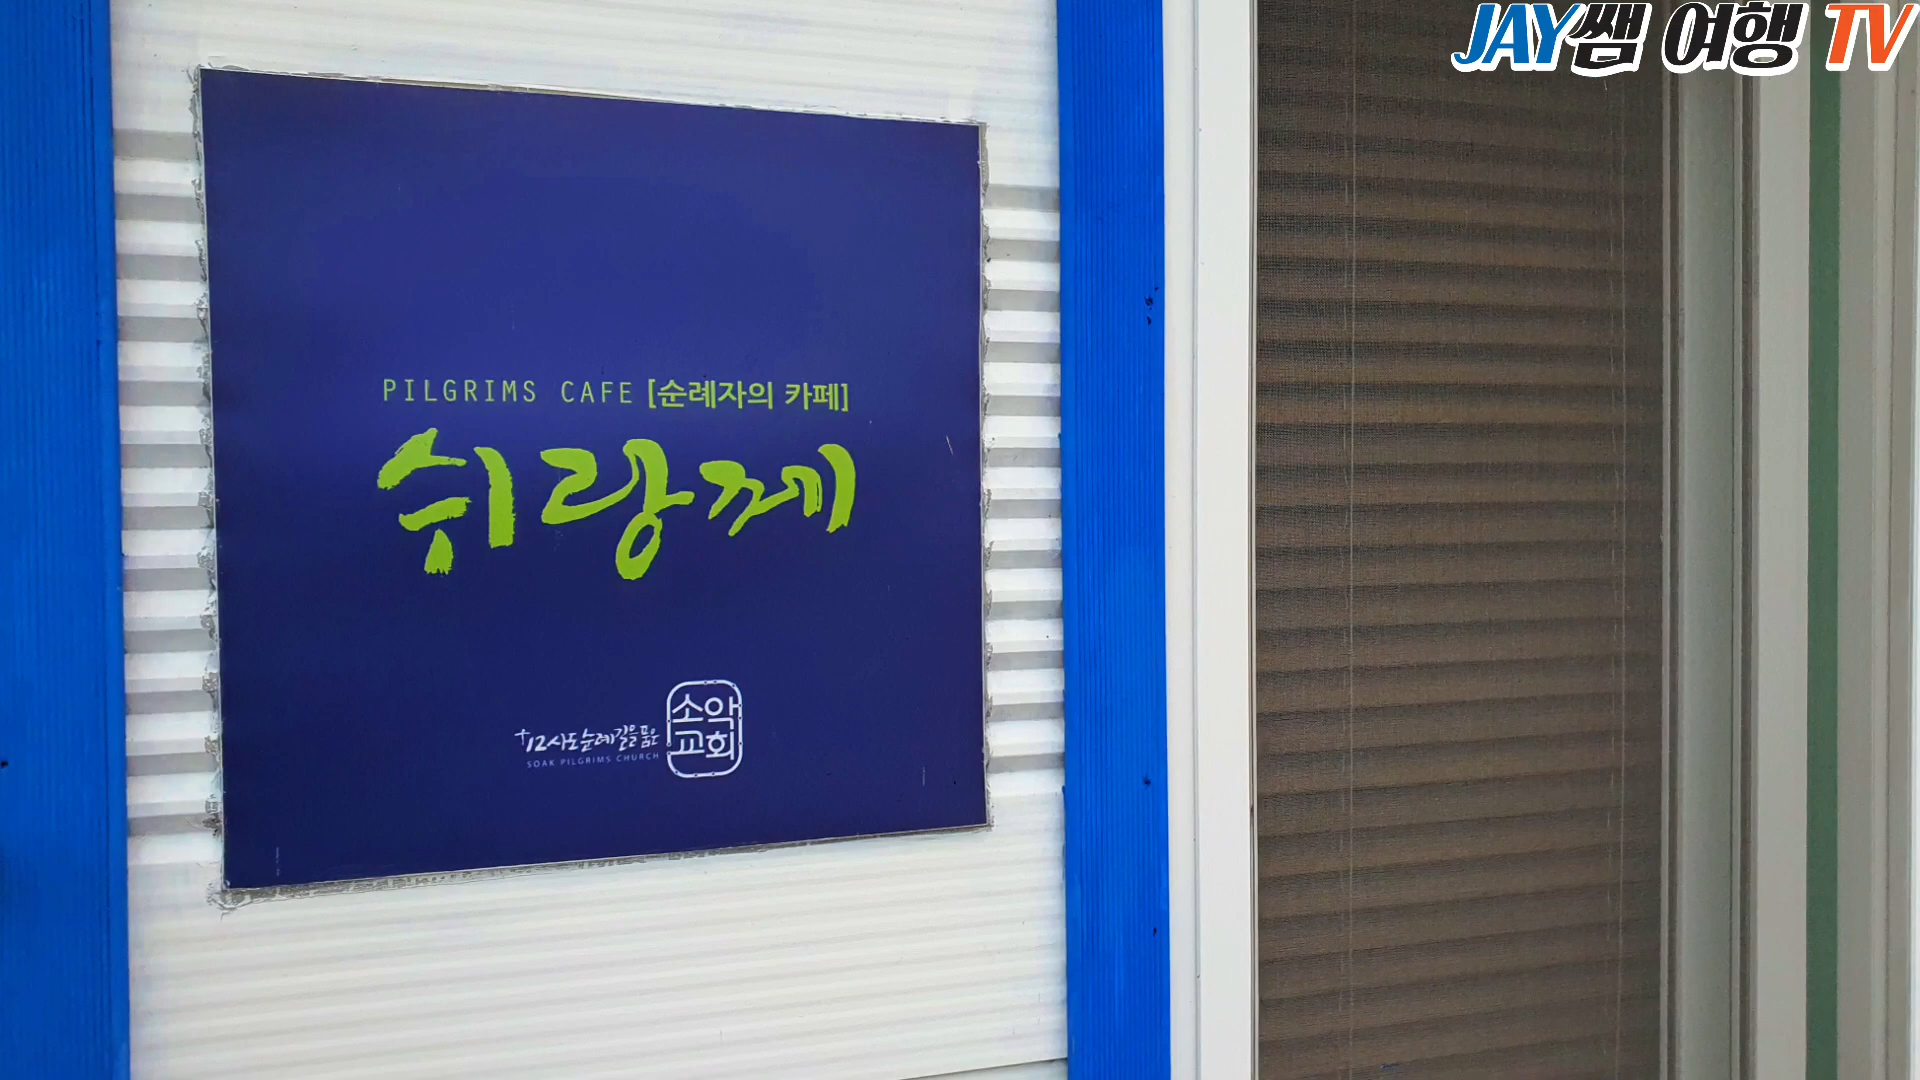 JAY쌤 여행 TV
PILGRIMS CAFE [순례자의 카페]
쉬랑께
+12사도순례길을품은
SOAK PILGRIMS CHURCH
소악
교회